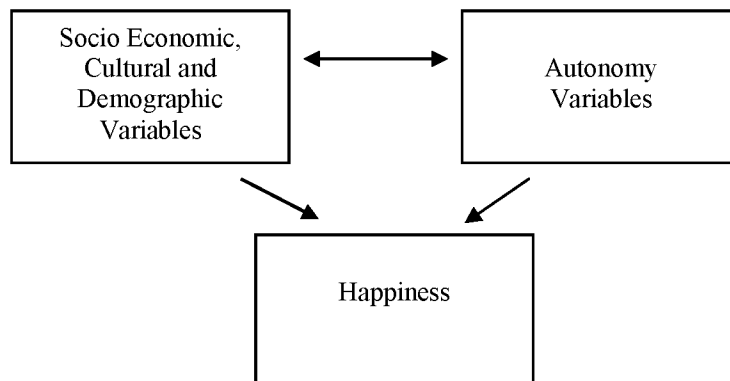 Socio Economic,
Cultural and
Demographic
Variables
Autonomy
Variables
Happiness